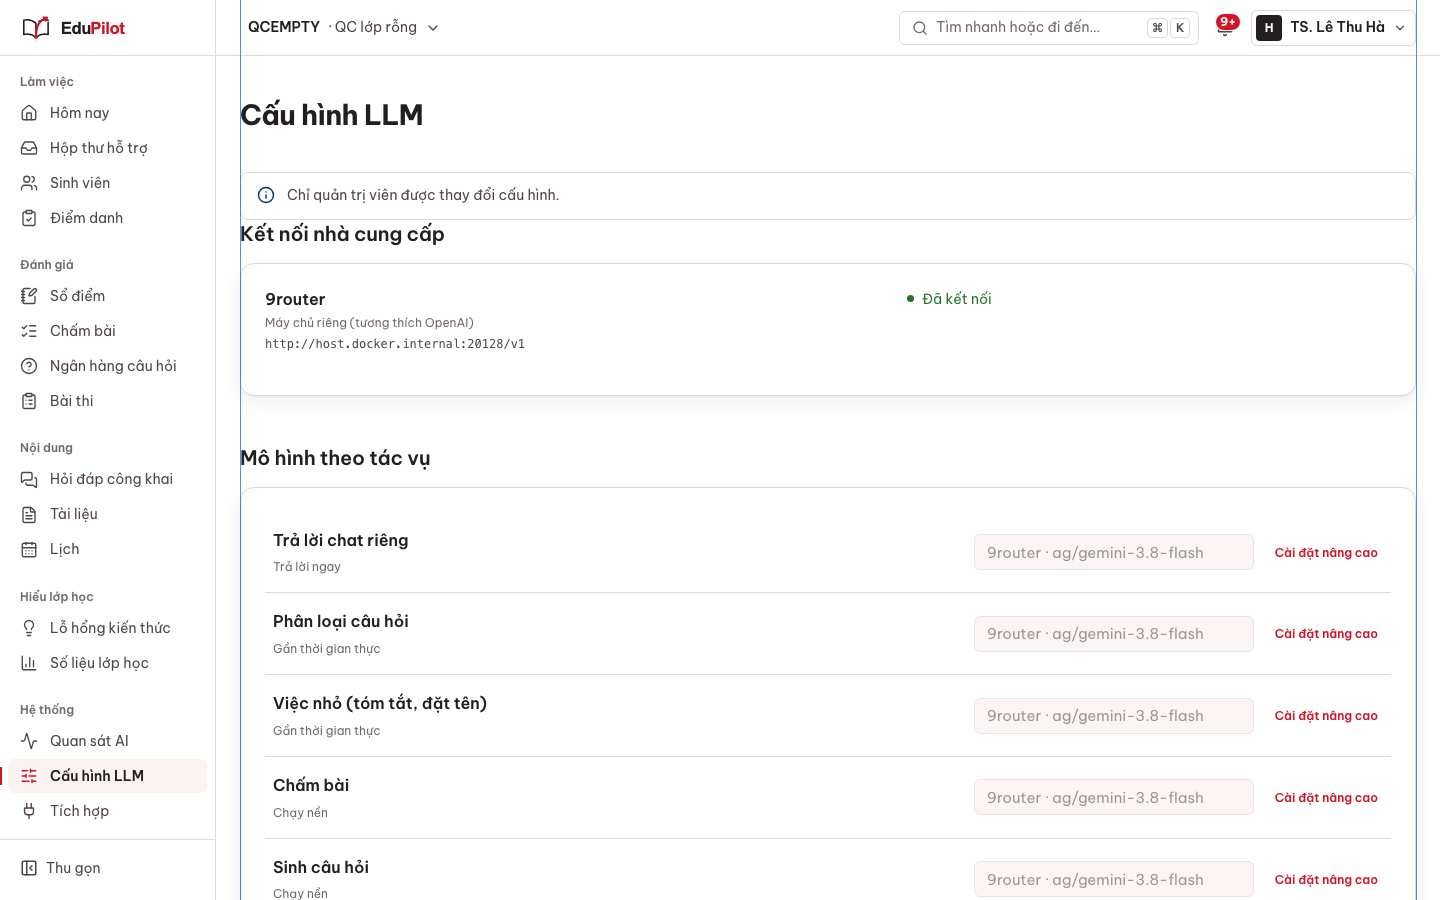 EduPilot
QCEMPTY · QC lớp rỗng
Tìm nhanh hoặc đi đến...
⌘ K
9+
H TS. Lê Thu Hà
Làm việc
Hôm nay
Hộp thư hỗ trợ
Sinh viên
Điểm danh
Đánh giá
Sổ điểm
Chấm bài
Ngân hàng câu hỏi
Bài thi
Nội dung
Hỏi đáp công khai
Tài liệu
Lịch
Hiểu lớp học
Lỗ hổng kiến thức
Số liệu lớp học
Hệ thống
Quan sát AI
Cấu hình LLM
Tích hợp
Thu gọn
Cấu hình LLM
Chỉ quản trị viên được thay đổi cấu hình.
Kết nối nhà cung cấp
9router
Đã kết nối
Máy chủ riêng (tương thích OpenAI)
http://host.docker.internal:20128/v1
Mô hình theo tác vụ
Trả lời chat riêng
Trả lời ngay
9router · ag/gemini-3.8-flash
Cài đặt nâng cao
Phân loại câu hỏi
Gần thời gian thực
9router · ag/gemini-3.8-flash
Cài đặt nâng cao
Việc nhỏ (tóm tắt, đặt tên)
Gần thời gian thực
9router · ag/gemini-3.8-flash
Cài đặt nâng cao
Chấm bài
Chạy nền
9router · ag/gemini-3.8-flash
Cài đặt nâng cao
Sinh câu hỏi
Chạy nền
9router · ag/gemini-3.8-flash
Cài đặt nâng cao